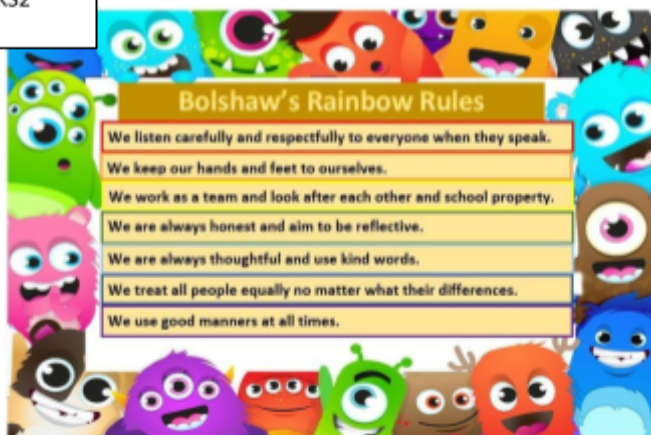 KS2
Bolshaw's Rainbow Rules
We listen carefully and respectfully to everyone when they speak.
We keep our hands and feet to ourselves.
We work as a team and look after each other and school property.
We are always honest and aim to be reflective.
We are always thoughtful and use kind words.
We treat all people equally no matter what their differences.
We use good manners at all times.